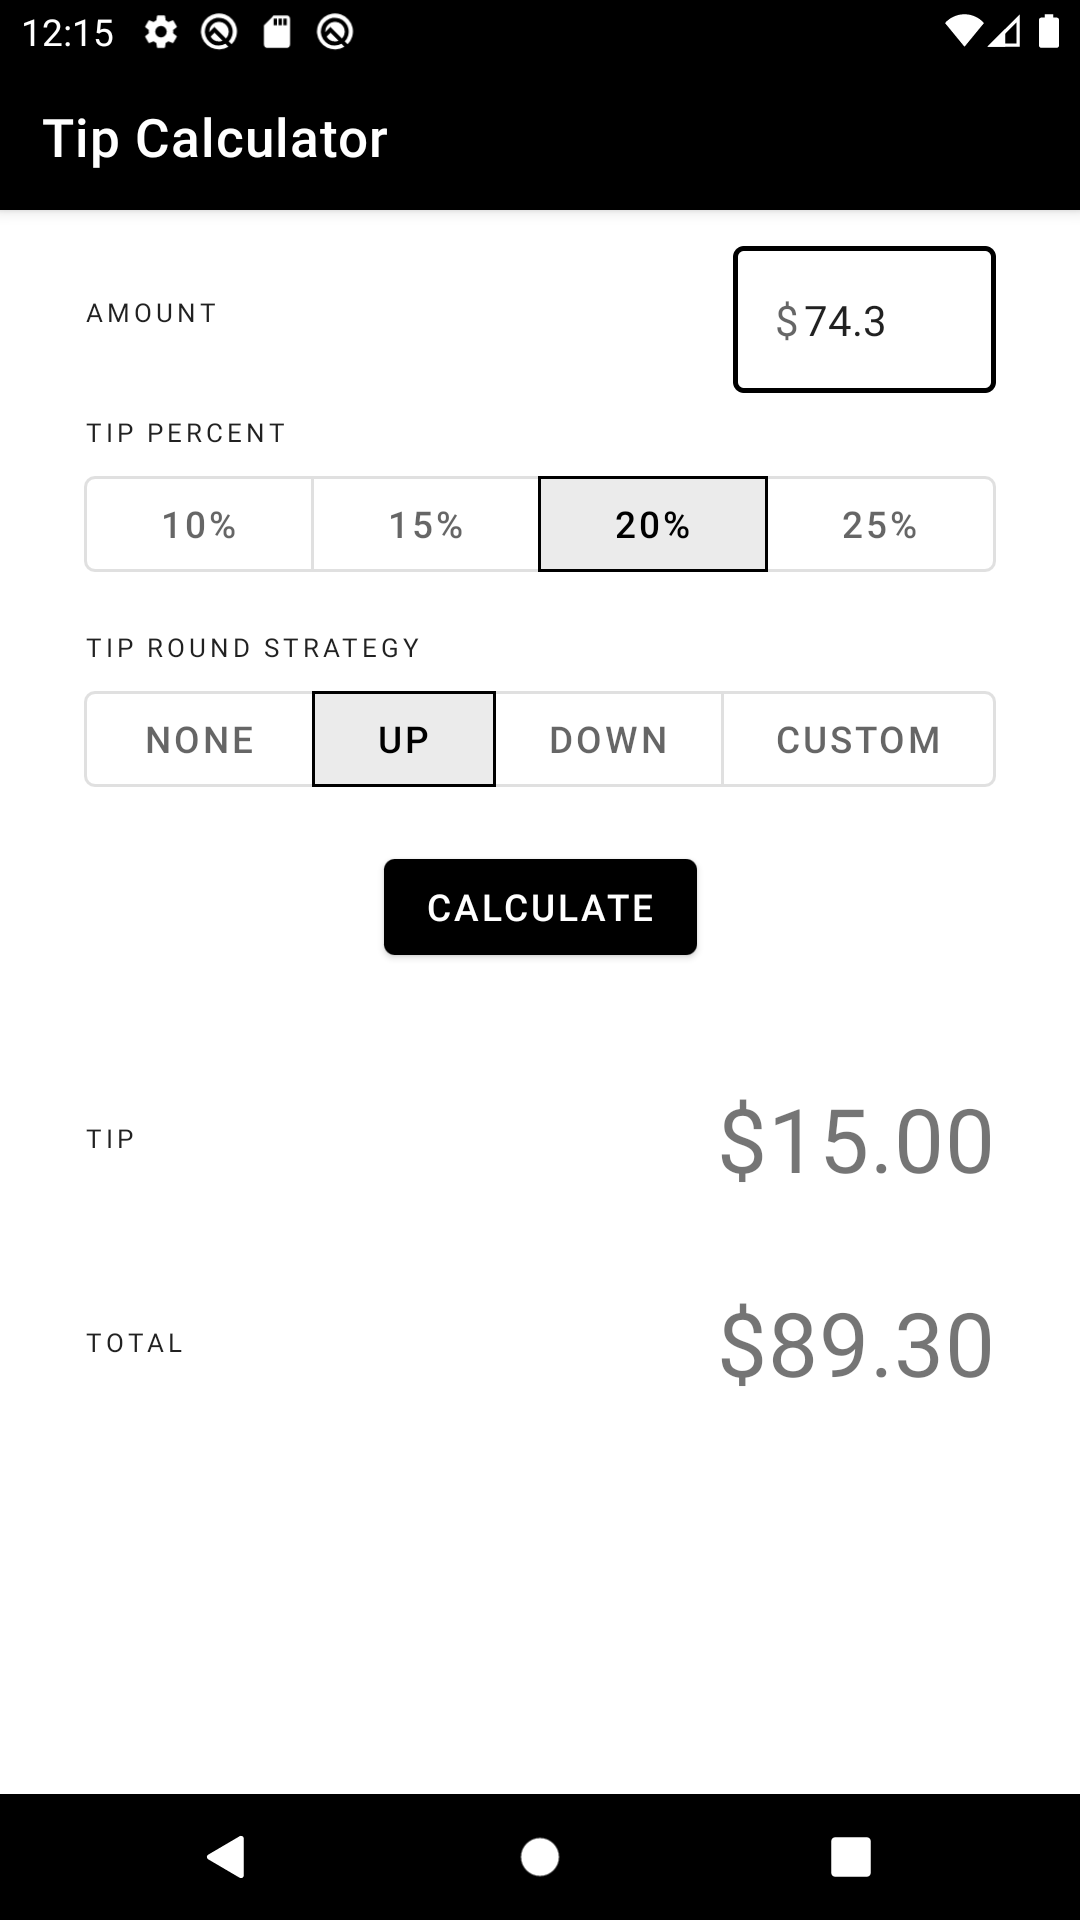 12:15
Tip Calculator
AMOUNT
$74.3
TIP PERCENT
10% 15% 20% 25%
TIP ROUND STRATEGY
NONE UP DOWN CUSTOM
CALCULATE
TIP $15.00
TOTAL $89.30